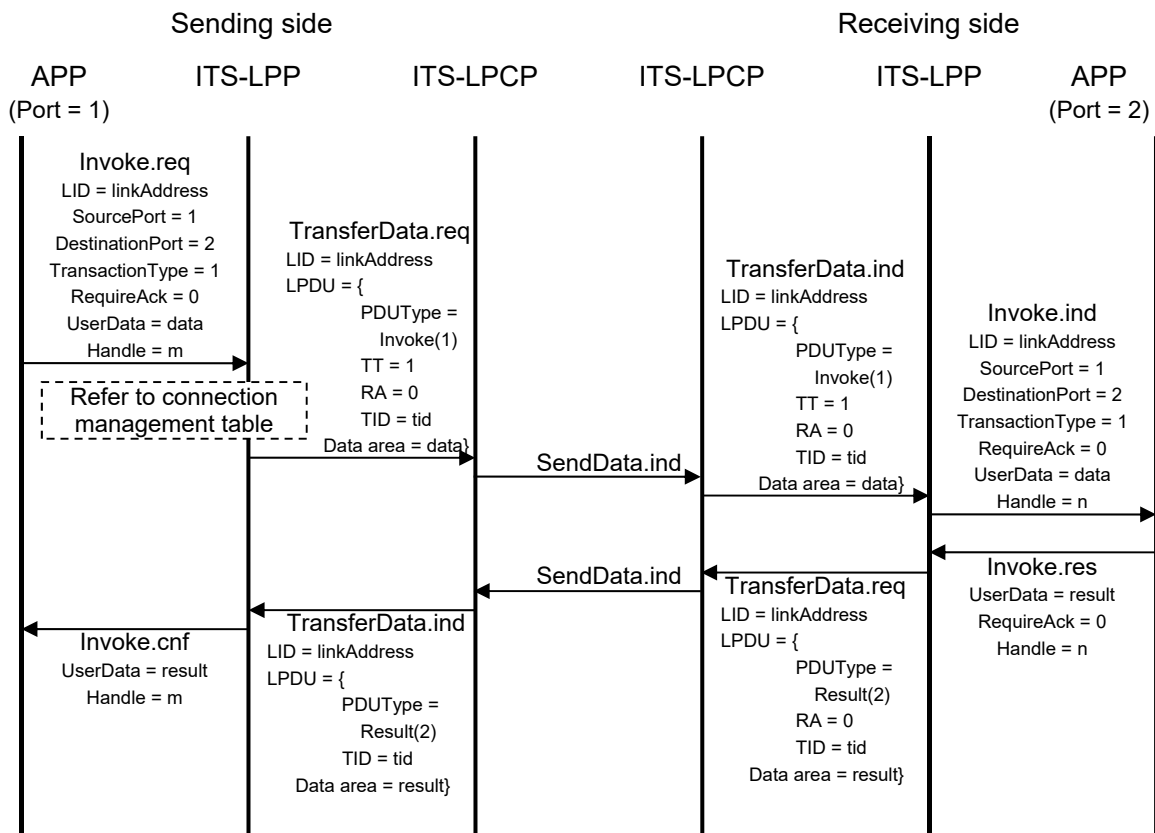 Sending side
Receiving side
APP
(Port = 1)
ITS-LPP
ITS-LPCP
ITS-LPCP
ITS-LPP
APP
(Port = 2)
Invoke.req
LID = linkAddress
SourcePort = 1
DestinationPort = 2
TransactionType = 1
RequireAck = 0
UserData = data
Handle = m
Refer to connection
management table
TransferData.req
LID = linkAddress
LPDU = {
PDUType =
Invoke(1)
TT = 1
RA = 0
TID = tid
Data area = data}
SendData.ind
TransferData.ind
LID = linkAddress
LPDU = {
PDUType =
Invoke(1)
TT = 1
RA = 0
TID = tid
Data area = data}
Invoke.ind
LID = linkAddress
SourcePort = 1
DestinationPort = 2
TransactionType = 1
RequireAck = 0
UserData = data
Handle = n
Invoke.res
UserData = result
RequireAck = 0
Handle = n
TransferData.req
LID = linkAddress
LPDU = {
PDUType =
Result(2)
RA = 0
TID = tid
Data area = result}
SendData.ind
TransferData.ind
LID = linkAddress
LPDU = {
PDUType =
Result(2)
TID = tid
Data area = result}
Invoke.cnf
UserData = result
Handle = m